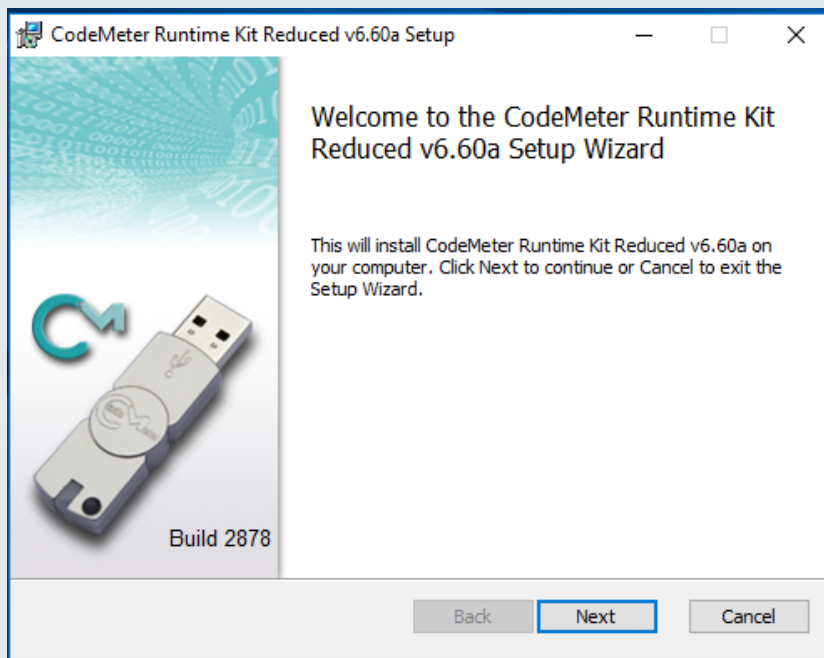 CodeMeter Runtime Kit Reduced v6.60a Setup
Welcome to the CodeMeter Runtime Kit
Reduced v6.60a Setup Wizard
This will install CodeMeter Runtime Kit Reduced v6.60a on
your computer. Click Next to continue or Cancel to exit the
Setup Wizard.
CM
Build 2878
Back
Next
Cancel